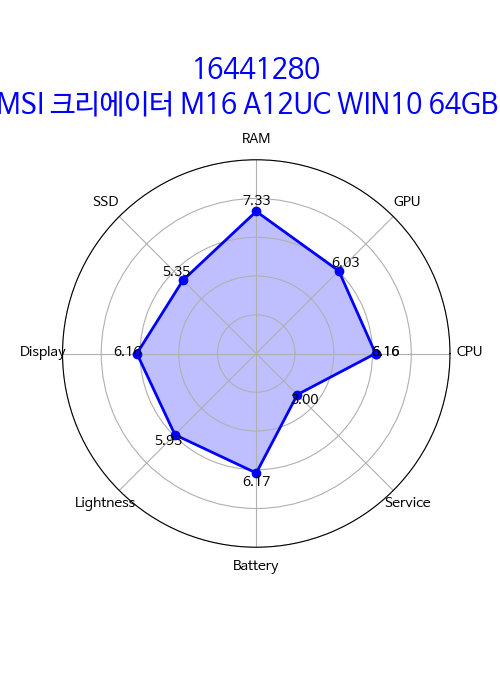 16441280
MSI 크리에이터 M16 A12UC WIN10 64GB
RAM
7.33
SSD
GPU
6.03
5.35
Display
6.16
6.16
CPU
3.00
5.93
6.17
Lightness
Service
Battery